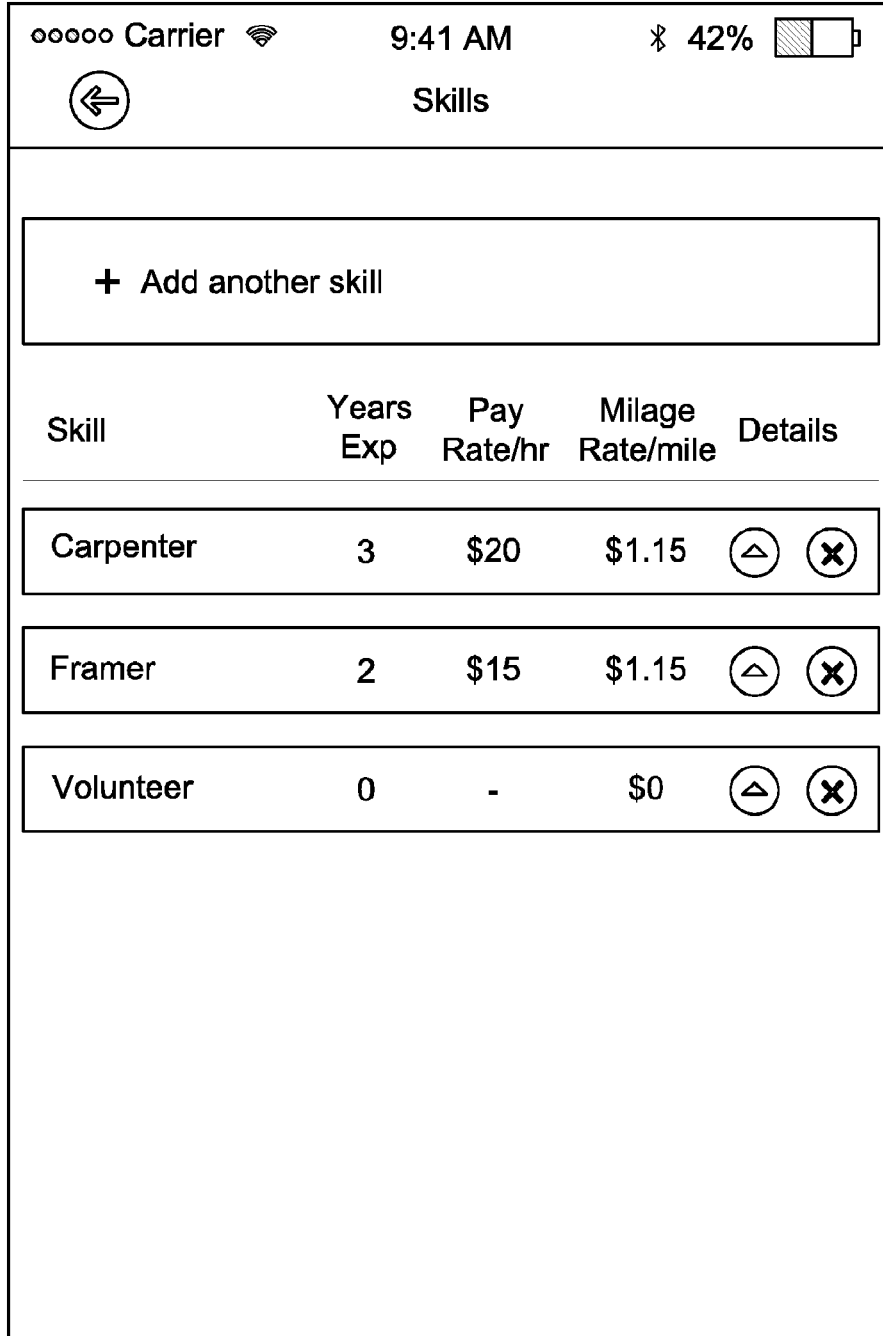 Carrier 9:41 AM 42%
Skills
+ Add another skill
Skill Years Exp Pay Rate/hr Milage Rate/mile Details
Carpenter 3 $20 $1.15
Framer 2 $15 $1.15
Volunteer 0 - $0